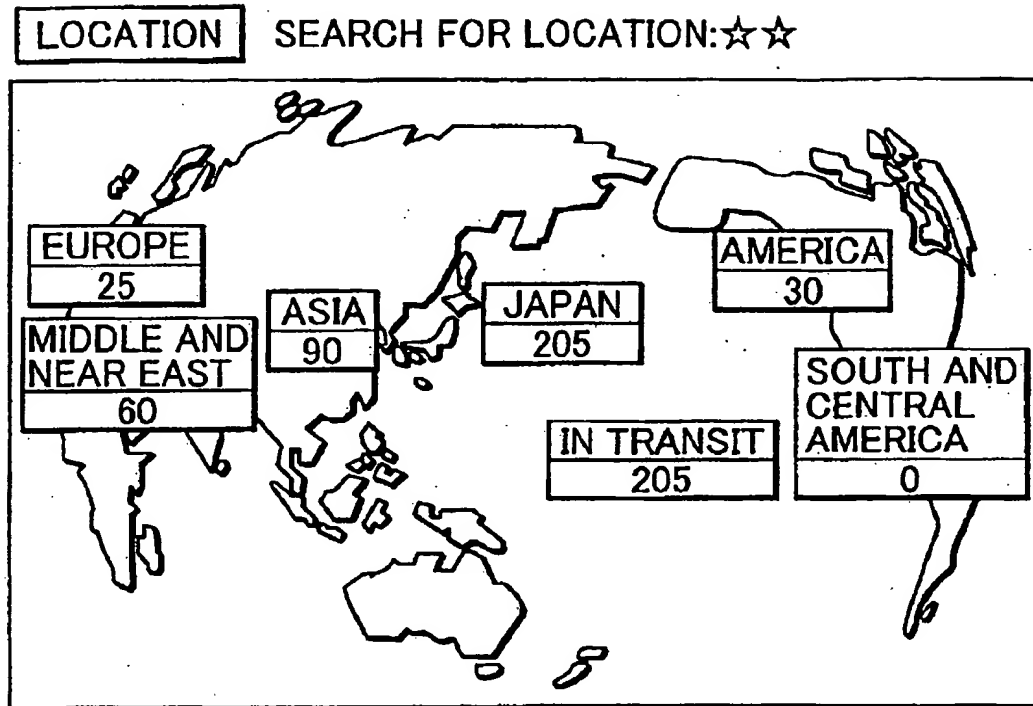 LOCATION SEARCH FOR LOCATION:☆☆
EUROPE
25
MIDDLE AND
NEAR EAST
60
ASIA
90
JAPAN
205
AMERICA
30
IN TRANSIT
205
SOUTH AND
CENTRAL
AMERICA
0